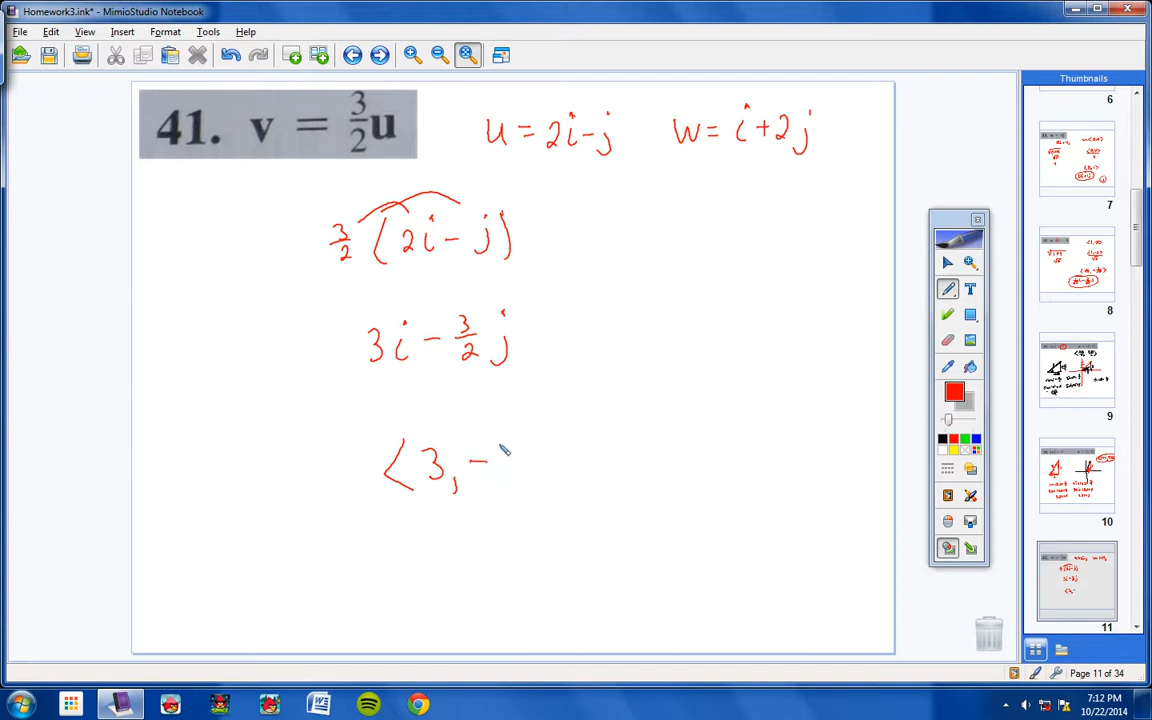 Homework3.ink* - MimioStudio Notebook
File Edit View Insert Format Tools Help
41. v = 3/2 u
u = 2i - j
w = i + 2j
3/2 (2i - j)
3i - 3/2 j
<3, -
Thumbnails
6
7
8
9
10
11
Page 11 of 34
7:12 PM
10/22/2014